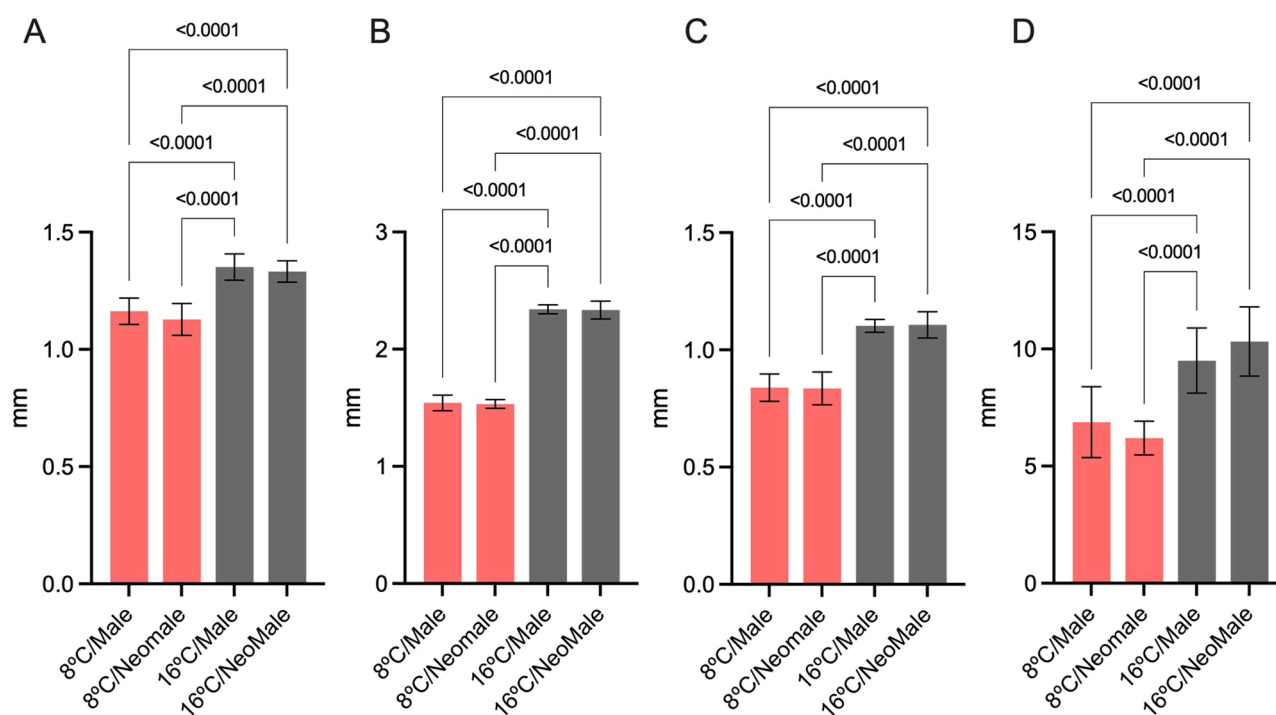 A
<0.0001
<0.0001
<0.0001
<0.0001
1.5
1.0
0.5
0.0
mm
8ºC/Male
8ºC/Neomale
16ºC/Male
16ºC/NeoMale
B
<0.0001
<0.0001
<0.0001
<0.0001
3
2
1
0
mm
8ºC/Male
8ºC/Neomale
16ºC/Male
16ºC/NeoMale
C
<0.0001
<0.0001
<0.0001
<0.0001
1.5
1.0
0.5
0.0
mm
8ºC/Male
8ºC/Neomale
16ºC/Male
16ºC/NeoMale
D
<0.0001
<0.0001
<0.0001
<0.0001
15
10
5
0
mm
8ºC/Male
8ºC/Neomale
16ºC/Male
16ºC/NeoMale